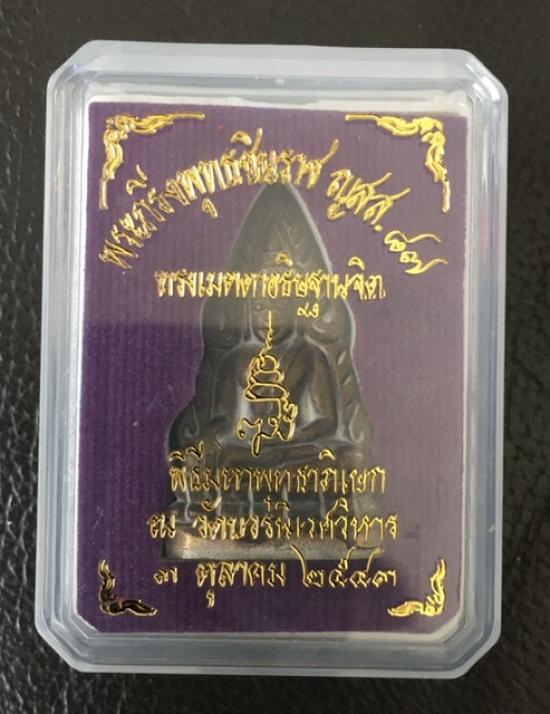 พระกริ่งพุทธชินราช ญสส. ๘๗
ทรงเมตตาอธิษฐานจิต
พิธีมหาพุทธาภิเษก
ณ วัดบวรนิเวศวิหาร
๓ ตุลาคม ๒๕๔๓